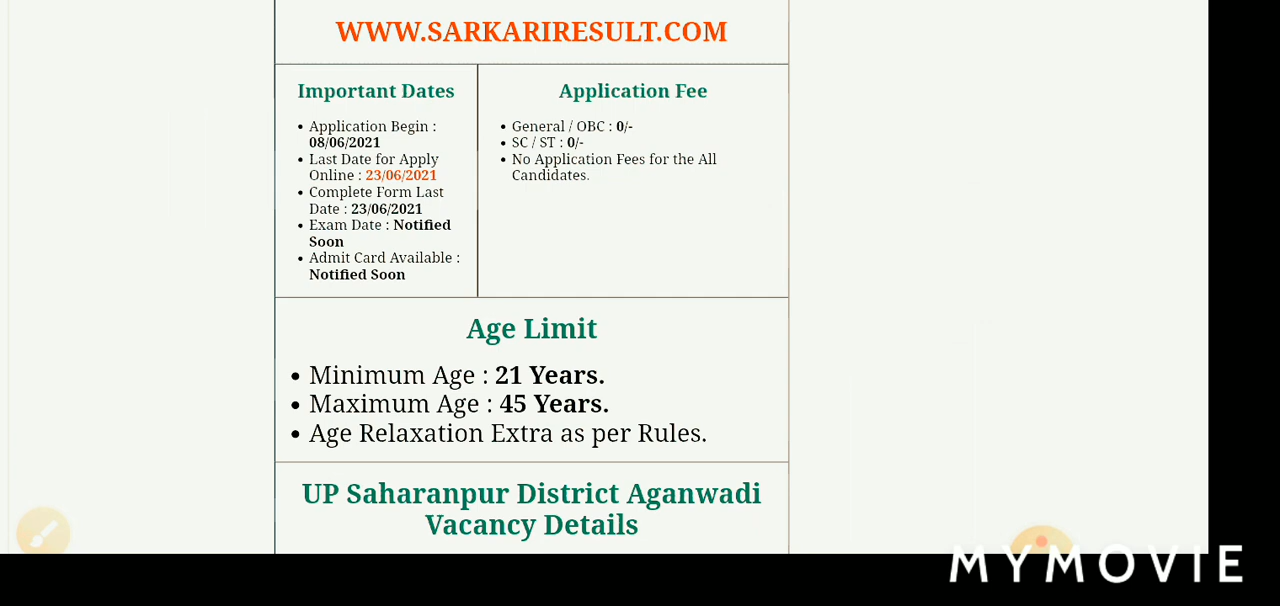 WWW.SARKARIRESULT.COM
Important Dates
• Application Begin :
08/06/2021
• Last Date for Apply
Online : 23/06/2021
• Complete Form Last
Date : 23/06/2021
• Exam Date : Notified
Soon
• Admit Card Available :
Notified Soon
Application Fee
• General / OBC : 0/-
• SC / ST : 0/-
• No Application Fees for the All
Candidates.
Age Limit
• Minimum Age : 21 Years.
• Maximum Age : 45 Years.
• Age Relaxation Extra as per Rules.
UP Saharanpur District Aganwadi
Vacancy Details
MYMOVIE